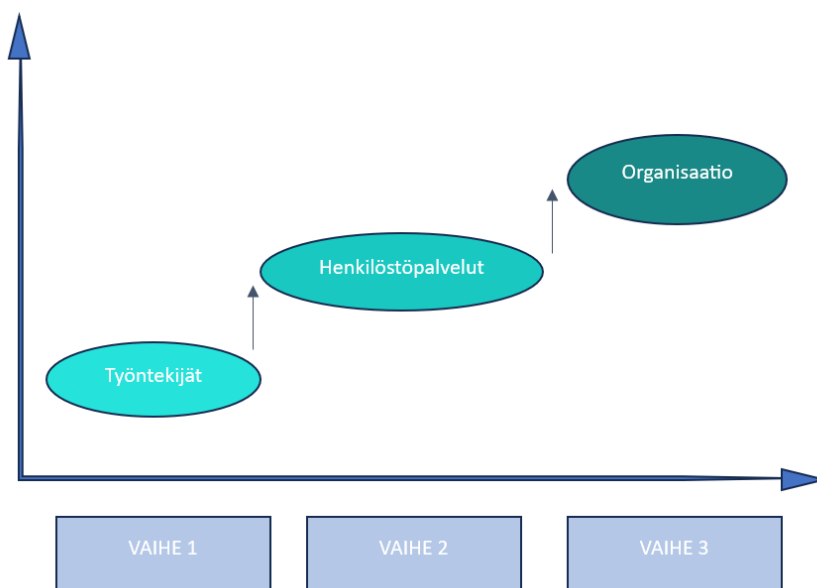 Organisaatio
Henkilöstöpalvelut
Työntekijät
VAIHE 1
VAIHE 2
VAIHE 3